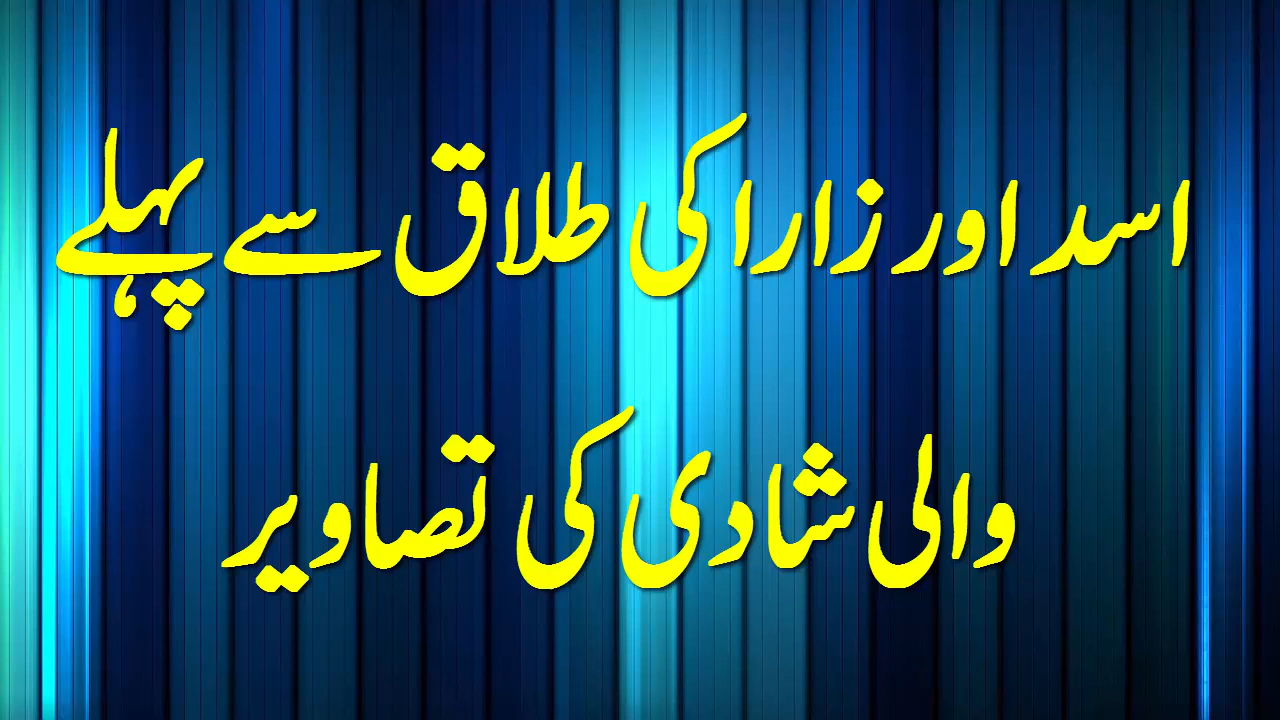 اسد اور زارا کی طلاق سے پہلے
والی شادی کی تصاویر